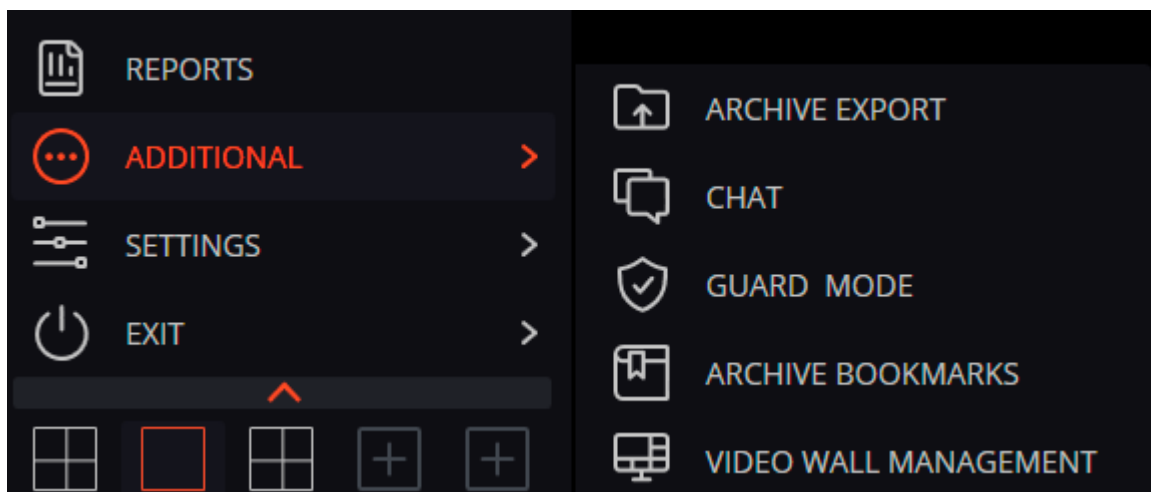 REPORTS
ADDITIONAL
SETTINGS
EXIT
ARCHIVE EXPORT
CHAT
GUARD MODE
ARCHIVE BOOKMARKS
VIDEO WALL MANAGEMENT